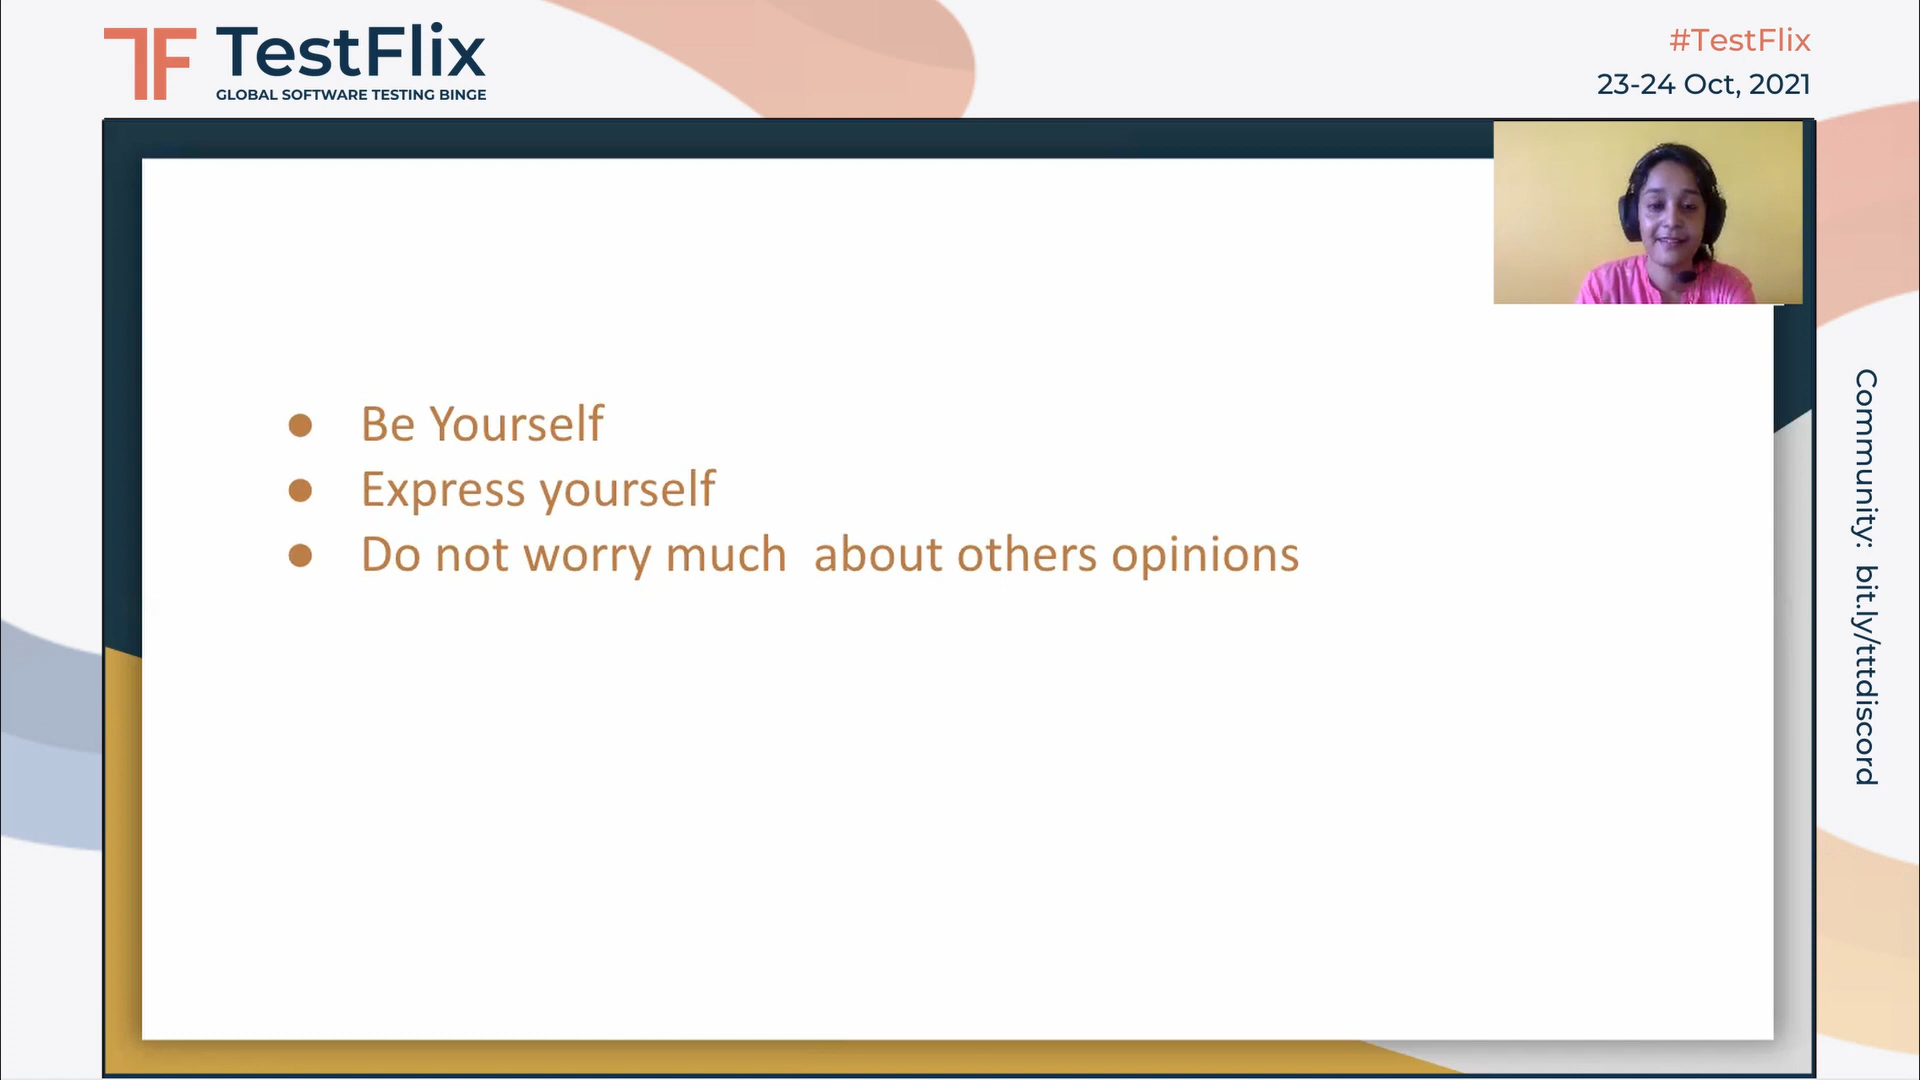 TF TestFlix
GLOBAL SOFTWARE TESTING BINGE
#TestFlix
23-24 Oct, 2021
● Be Yourself
● Express yourself
● Do not worry much  about others opinions
Community: bit.ly/tttdiscord